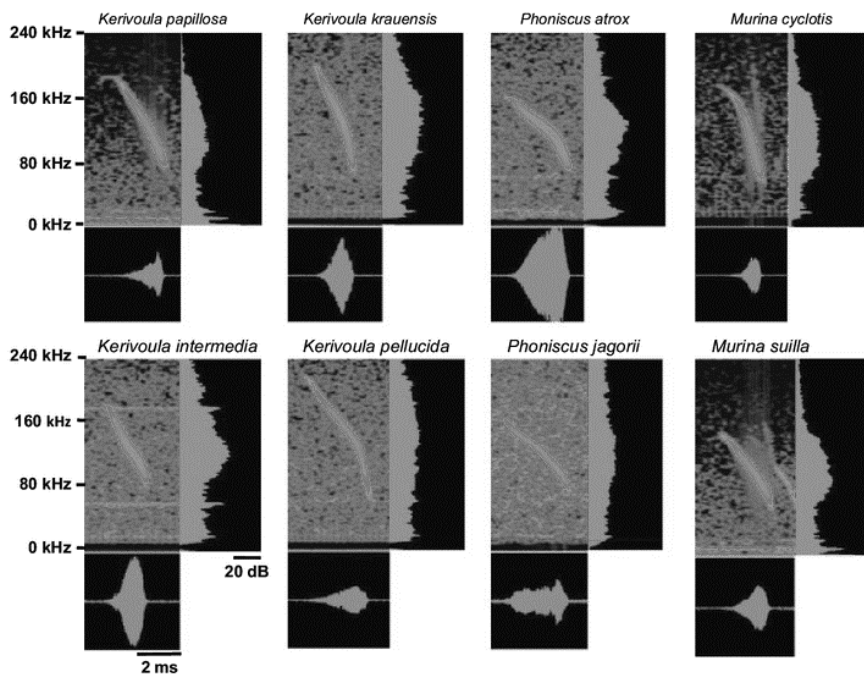 Kerivoula papillosa Kerivoula krauensis Phoniscus atrox Murina cyclotis
240 kHz
160 kHz
80 kHz
0 kHz
Kerivoula intermedia Kerivoula pellucida Phoniscus jagorii Murina suilla
240 kHz
160 kHz
80 kHz
0 kHz
20 dB
2 ms